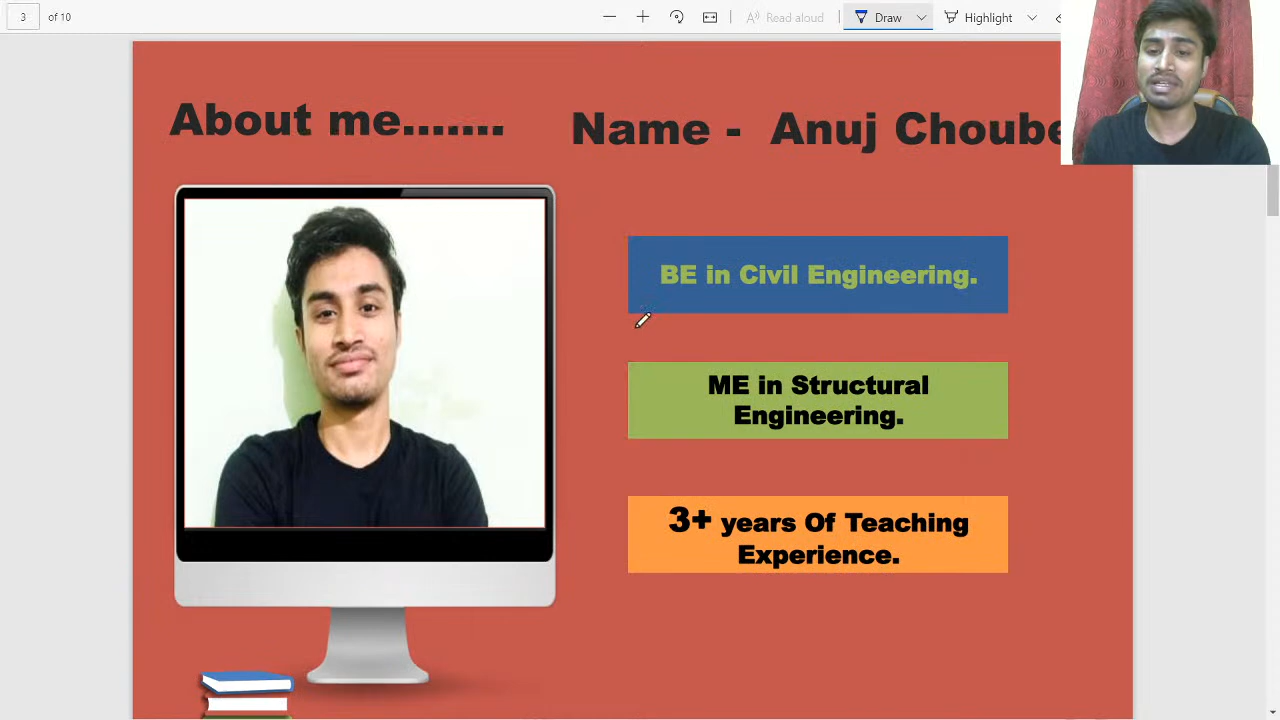 3 of 10 Read aloud Draw Highlight
About me.......
Name - Anuj
BE in Civil Engineering.
ME in Structural
Engineering.
3+ years Of Teaching
Experience.